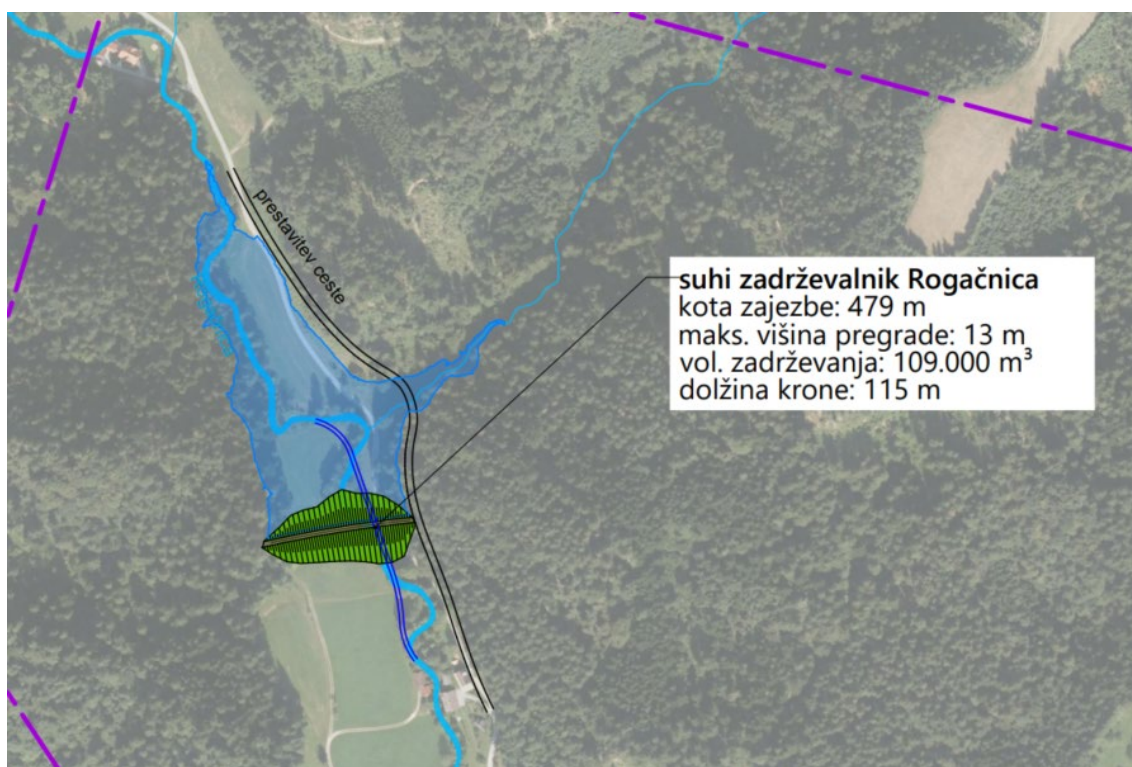 prestavitev ceste
suhi zadrževalnik Rogačnica
kota zajezbe: 479 m
maks. višina pregrade: 13 m
vol. zadrževanja: 109.000 m³
dolžina krone: 115 m